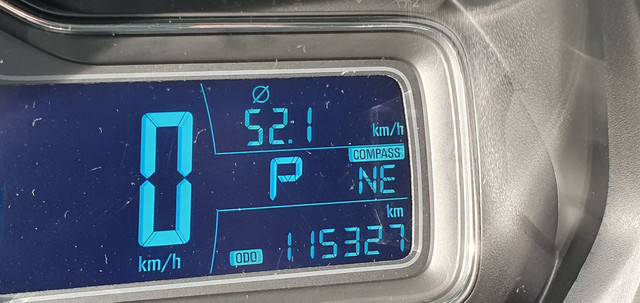 Ø
52.1 km/h
0
COMPASS
P NE
km/h
km
ODO 115327